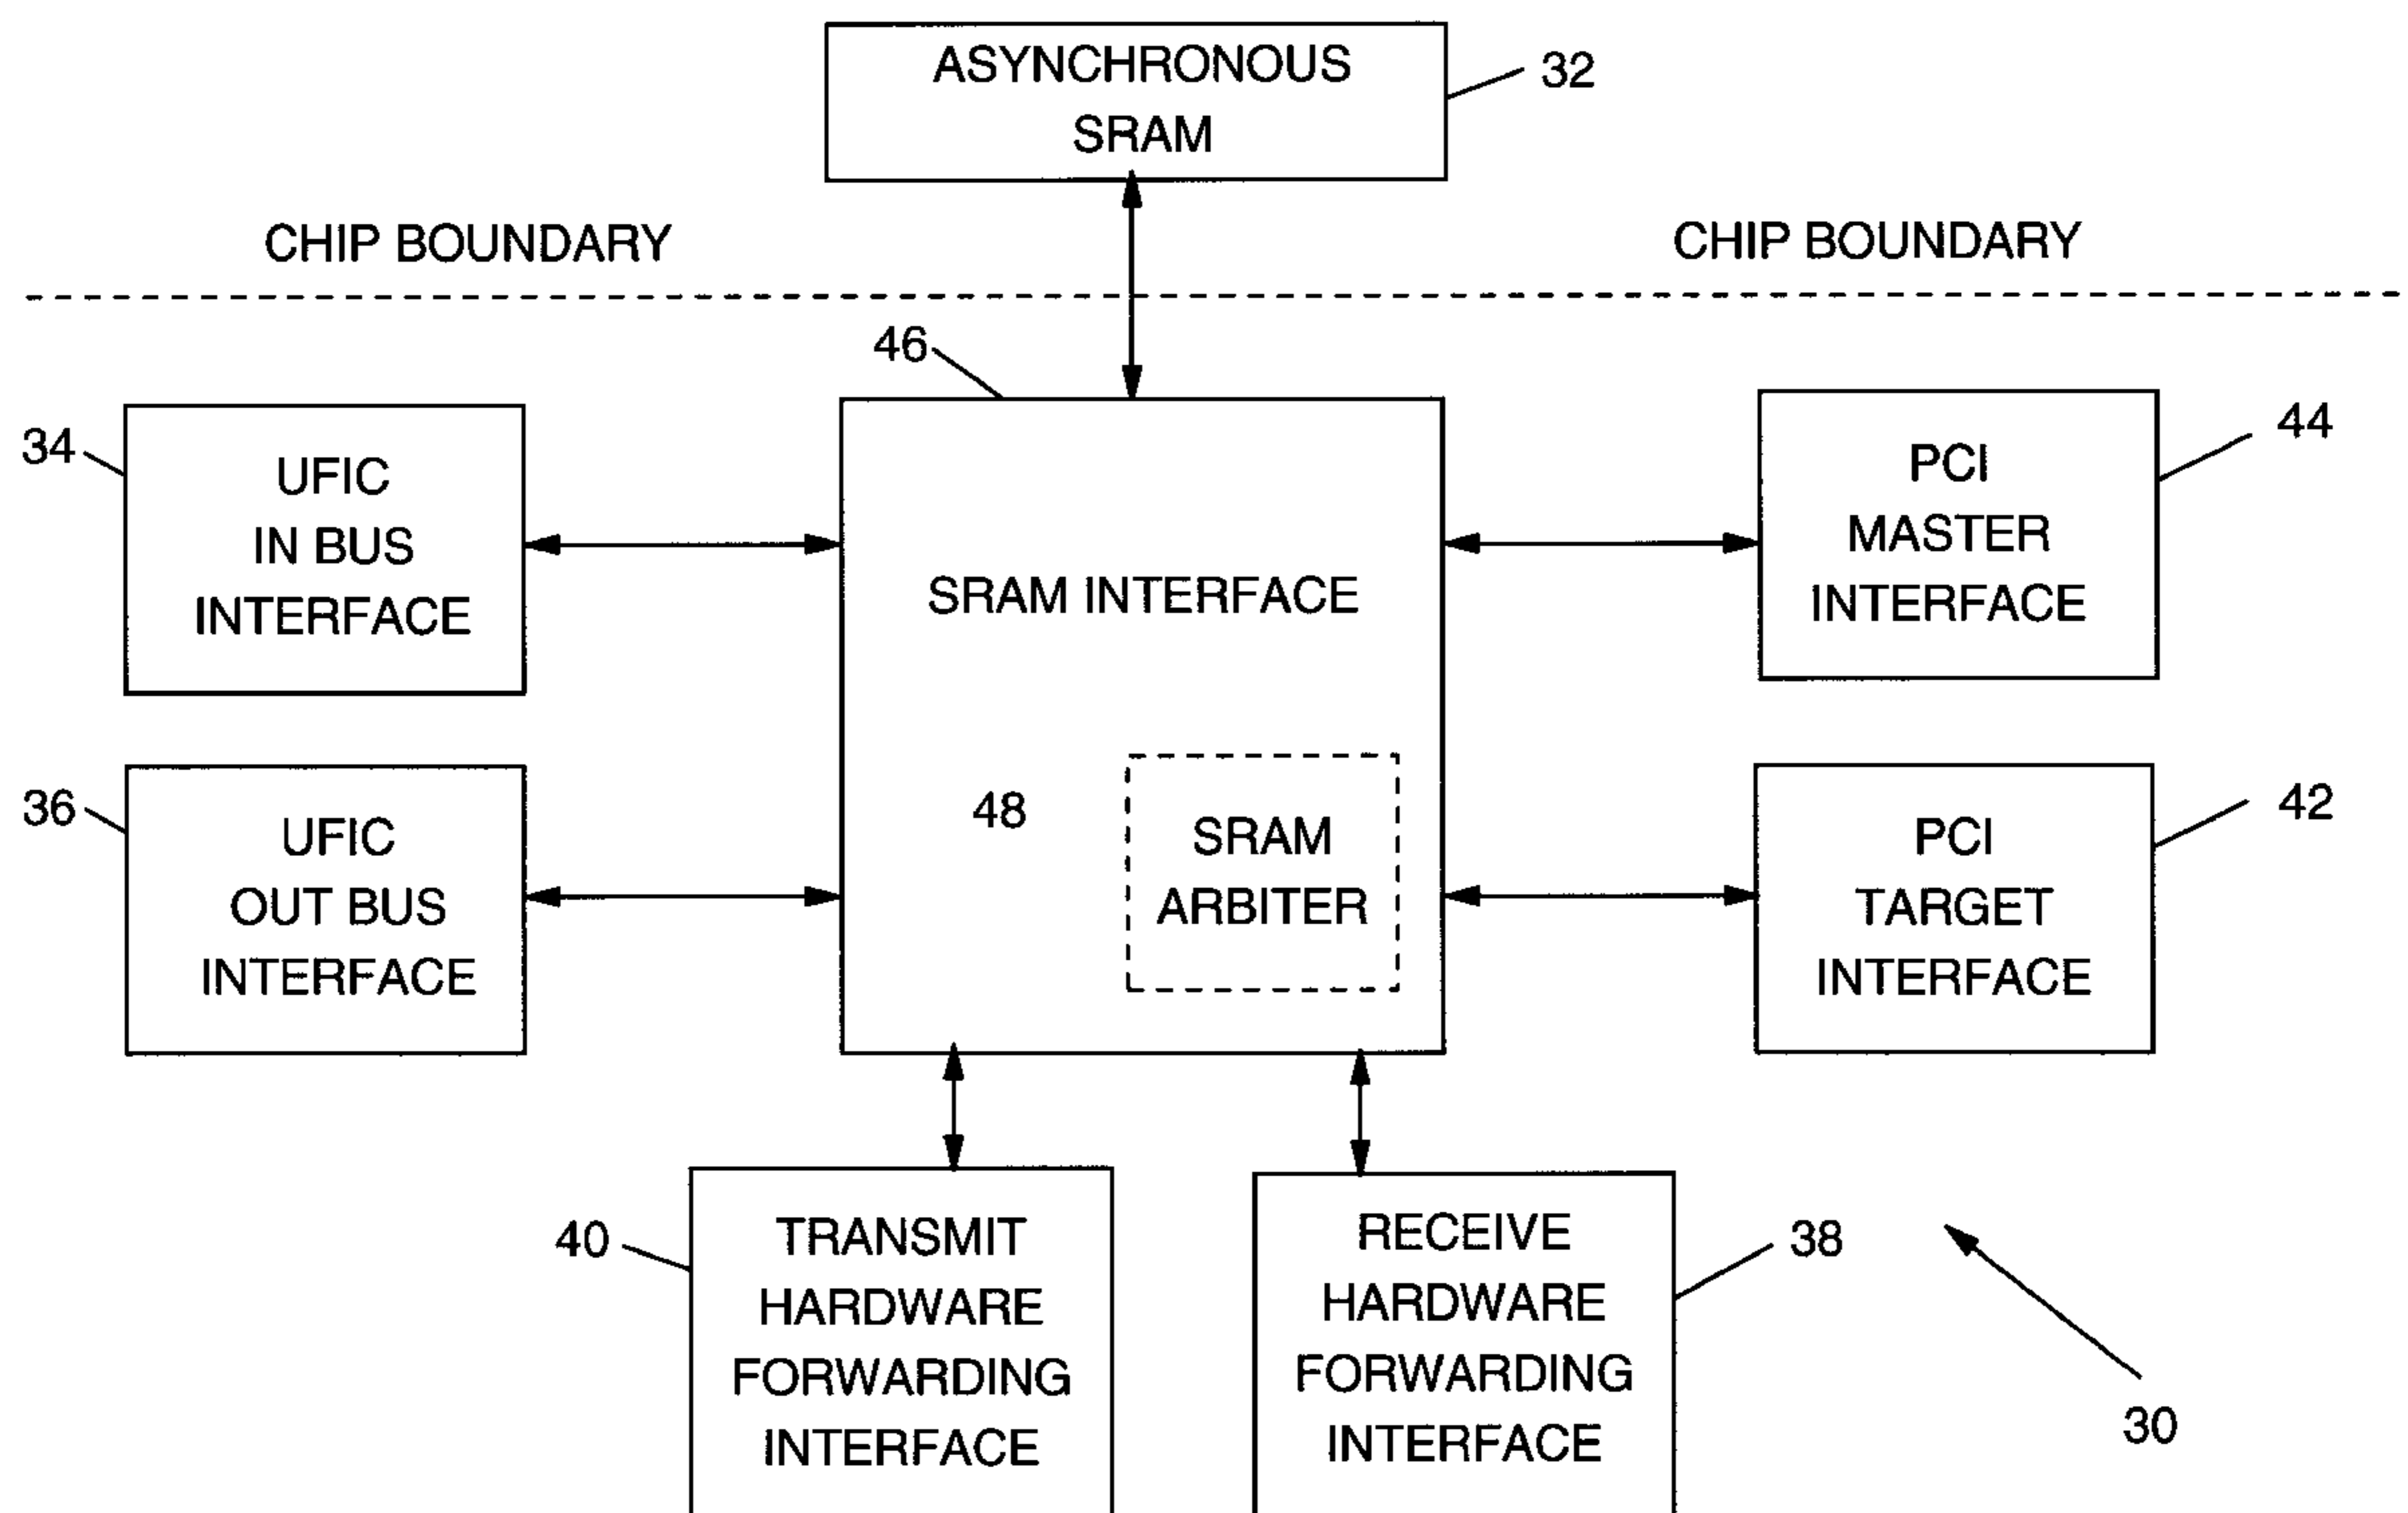 ASYNCHRONOUS
SRAM
32
CHIP BOUNDARY
CHIP BOUNDARY
46
34
UFIC
IN BUS
INTERFACE
SRAM INTERFACE
PCI
MASTER
INTERFACE
44
36
UFIC
OUT BUS
INTERFACE
48
SRAM
ARBITER
PCI
TARGET
INTERFACE
42
40
TRANSMIT
HARDWARE
FORWARDING
INTERFACE
RECEIVE
HARDWARE
FORWARDING
INTERFACE
38
30